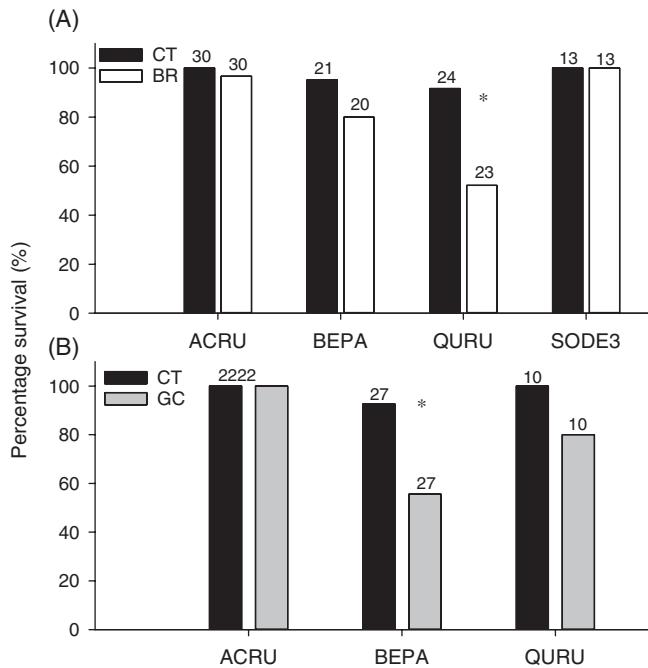 (A)
30 30 21 20 24 * 23 13 13
CT
BR
100
80
60
40
20
0
ACRU BEPA QURU SODE3
Percentage survival (%)
(B)
2222 27 * 27 10 10
CT
GC
100
80
60
40
20
0
ACRU BEPA QURU